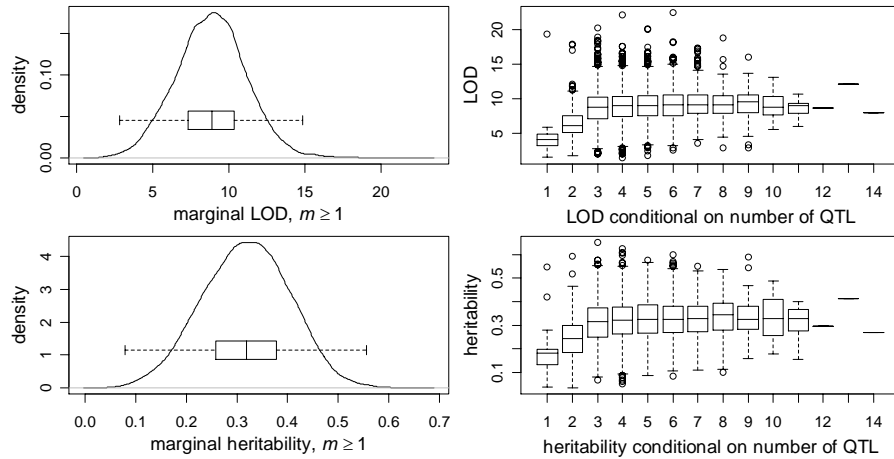 density
0.00 0.10
0 5 10 15 20
marginal LOD, m ≥ 1
LOD
5 10 15 20
1 2 3 4 5 6 7 8 9 10 12 14
LOD conditional on number of QTL
density
0 1 2 3 4
0.0 0.1 0.2 0.3 0.4 0.5 0.6 0.7
marginal heritability, m ≥ 1
heritability
0.1 0.3 0.5
1 2 3 4 5 6 7 8 9 10 12 14
heritability conditional on number of QTL